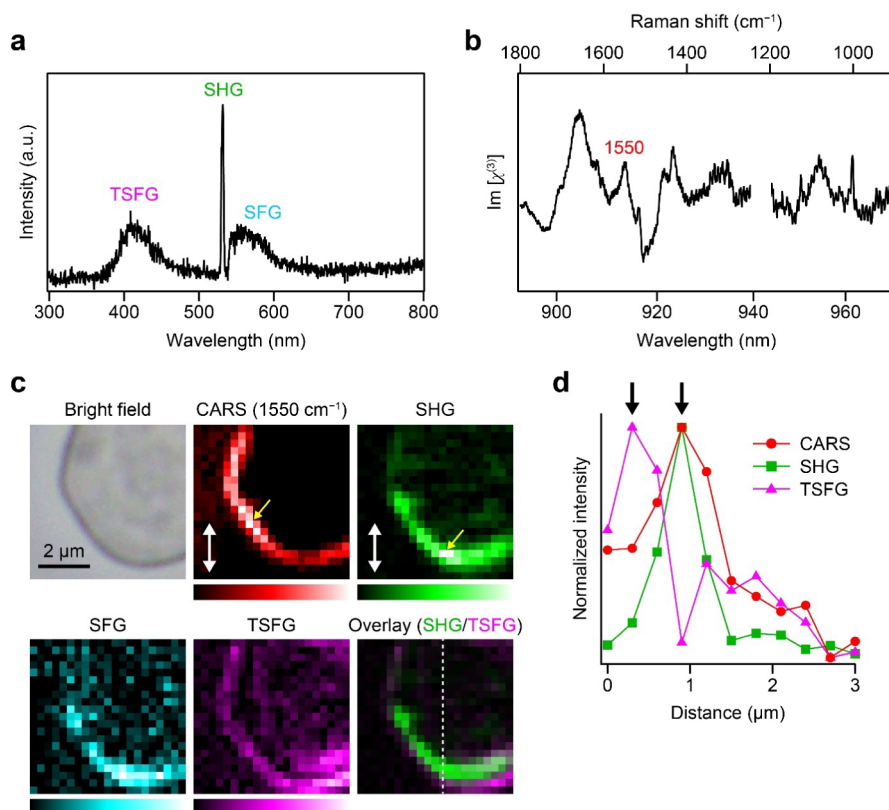 a
SHG
TSFG
SFG
Intensity (a.u.)
300 400 500 600 700 800
Wavelength (nm)
b
Raman shift (cm⁻¹)
1800 1600 1400 1200 1000
1550
Im [χ⁽³⁾]
900 920 940 960
Wavelength (nm)
c
Bright field
CARS (1550 cm⁻¹)
SHG
2 µm
SFG
TSFG
Overlay (SHG/TSFG)
d
CARS
SHG
TSFG
Normalized intensity
0 1 2 3
Distance (µm)